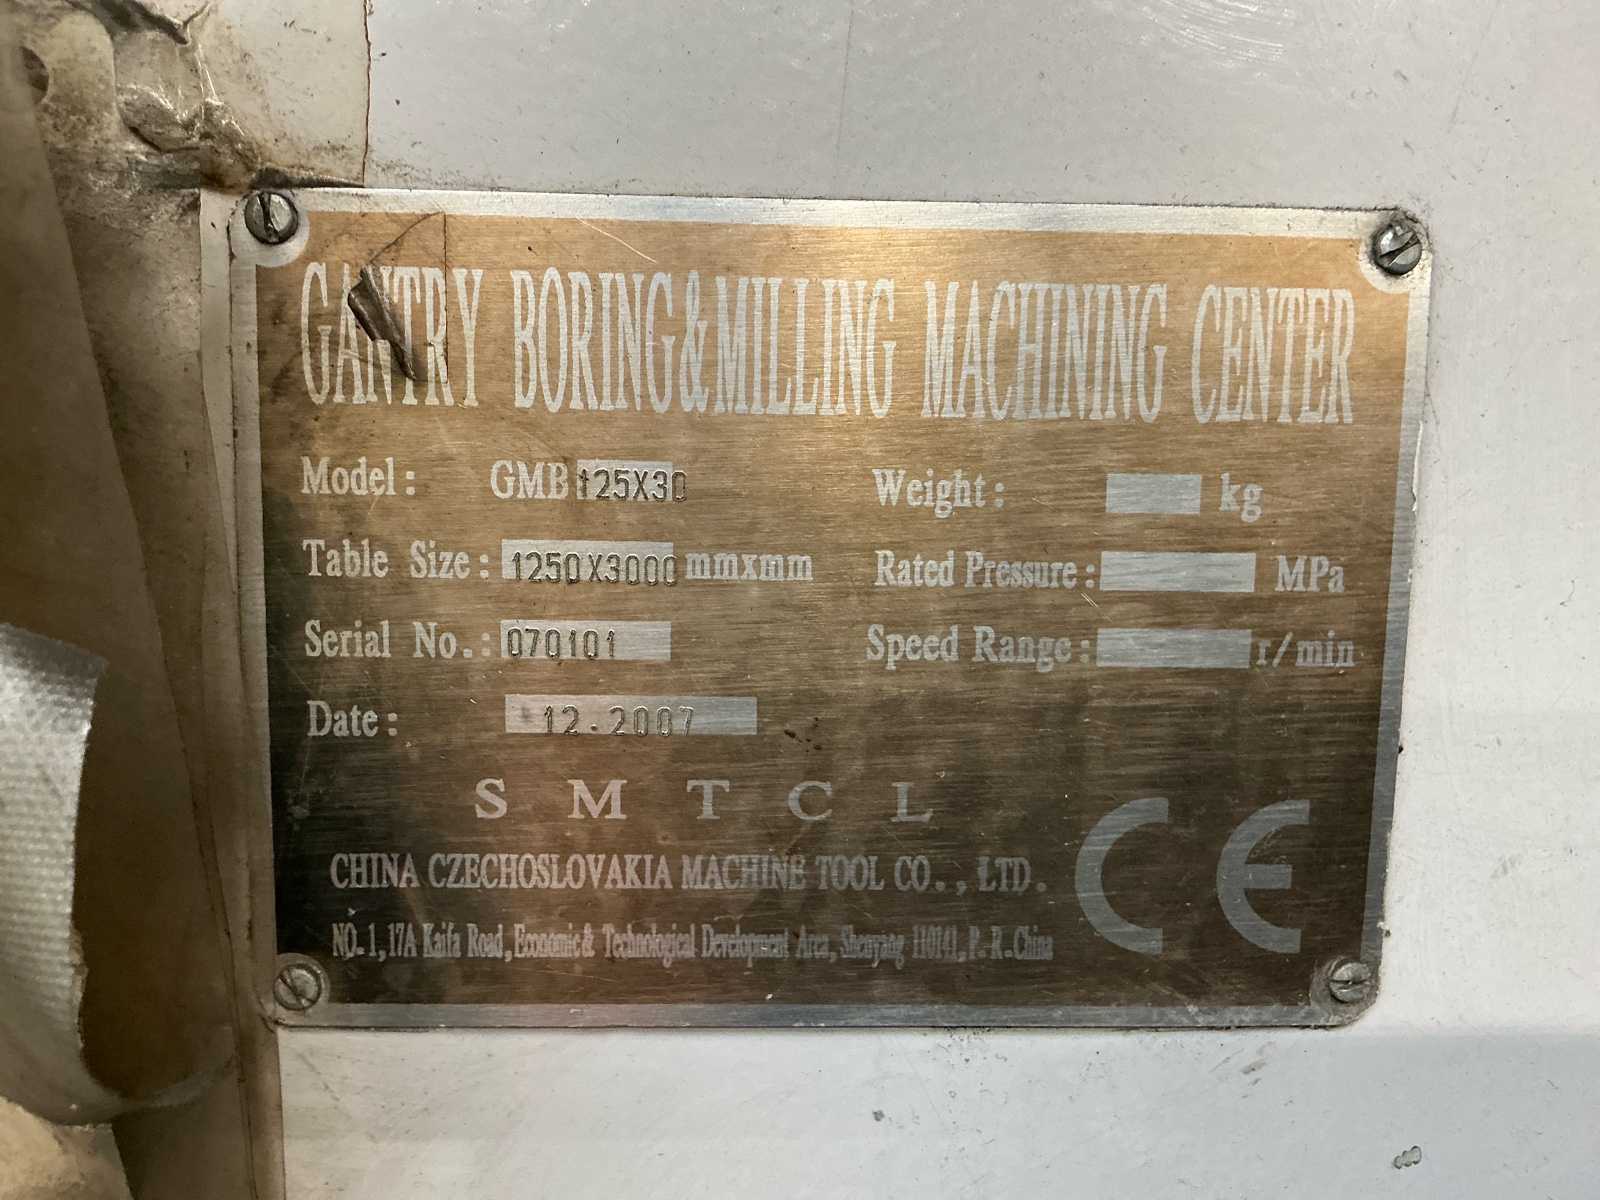 GANTRY BORING&MILLING MACHINING CENTER
Model: GMB 125X30 Weight: kg
Table Size: 1250X3000 mmxmm Rated Pressure: MPa
Serial No.: 070101 Speed Range: r/min
Date: 12.2007
S M T C L
CE
CHINA CZECHOSLOVAKIA MACHINE TOOL CO., LTD.
NO.1, 17A Kaifa Road, Economic & Technological Development Area, Shenyang 110141, P.R.China